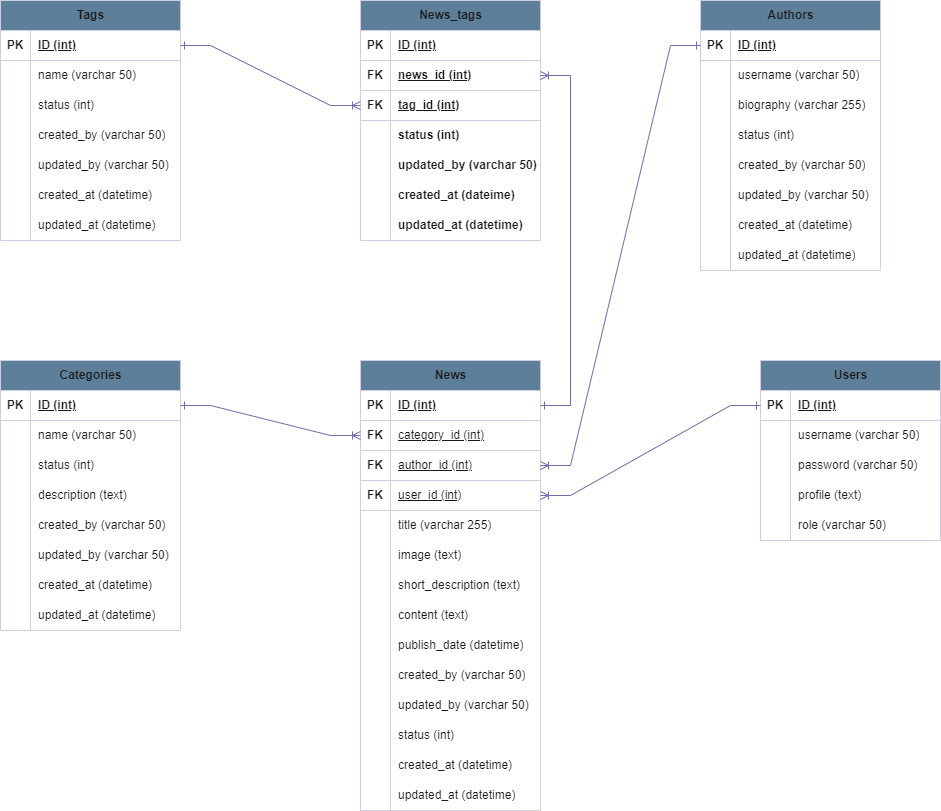 Tags
PK ID (int)
name (varchar 50)
status (int)
created_by (varchar 50)
updated_by (varchar 50)
created_at (datetime)
updated_at (datetime)
News_tags
PK ID (int)
FK news_id (int)
FK tag_id (int)
status (int)
updated_by (varchar 50)
created_at (dateime)
updated_at (datetime)
Authors
PK ID (int)
username (varchar 50)
biography (varchar 255)
status (int)
created_by (varchar 50)
updated_by (varchar 50)
created_at (datetime)
updated_at (datetime)
Categories
PK ID (int)
name (varchar 50)
status (int)
description (text)
created_by (varchar 50)
updated_by (varchar 50)
created_at (datetime)
updated_at (datetime)
News
PK ID (int)
FK category_id (int)
FK author_id (int)
FK user_id (int)
title (varchar 255)
image (text)
short_description (text)
content (text)
publish_date (datetime)
created_by (varchar 50)
updated_by (varchar 50)
status (int)
created_at (datetime)
updated_at (datetime)
Users
PK ID (int)
username (varchar 50)
password (varchar 50)
profile (text)
role (varchar 50)